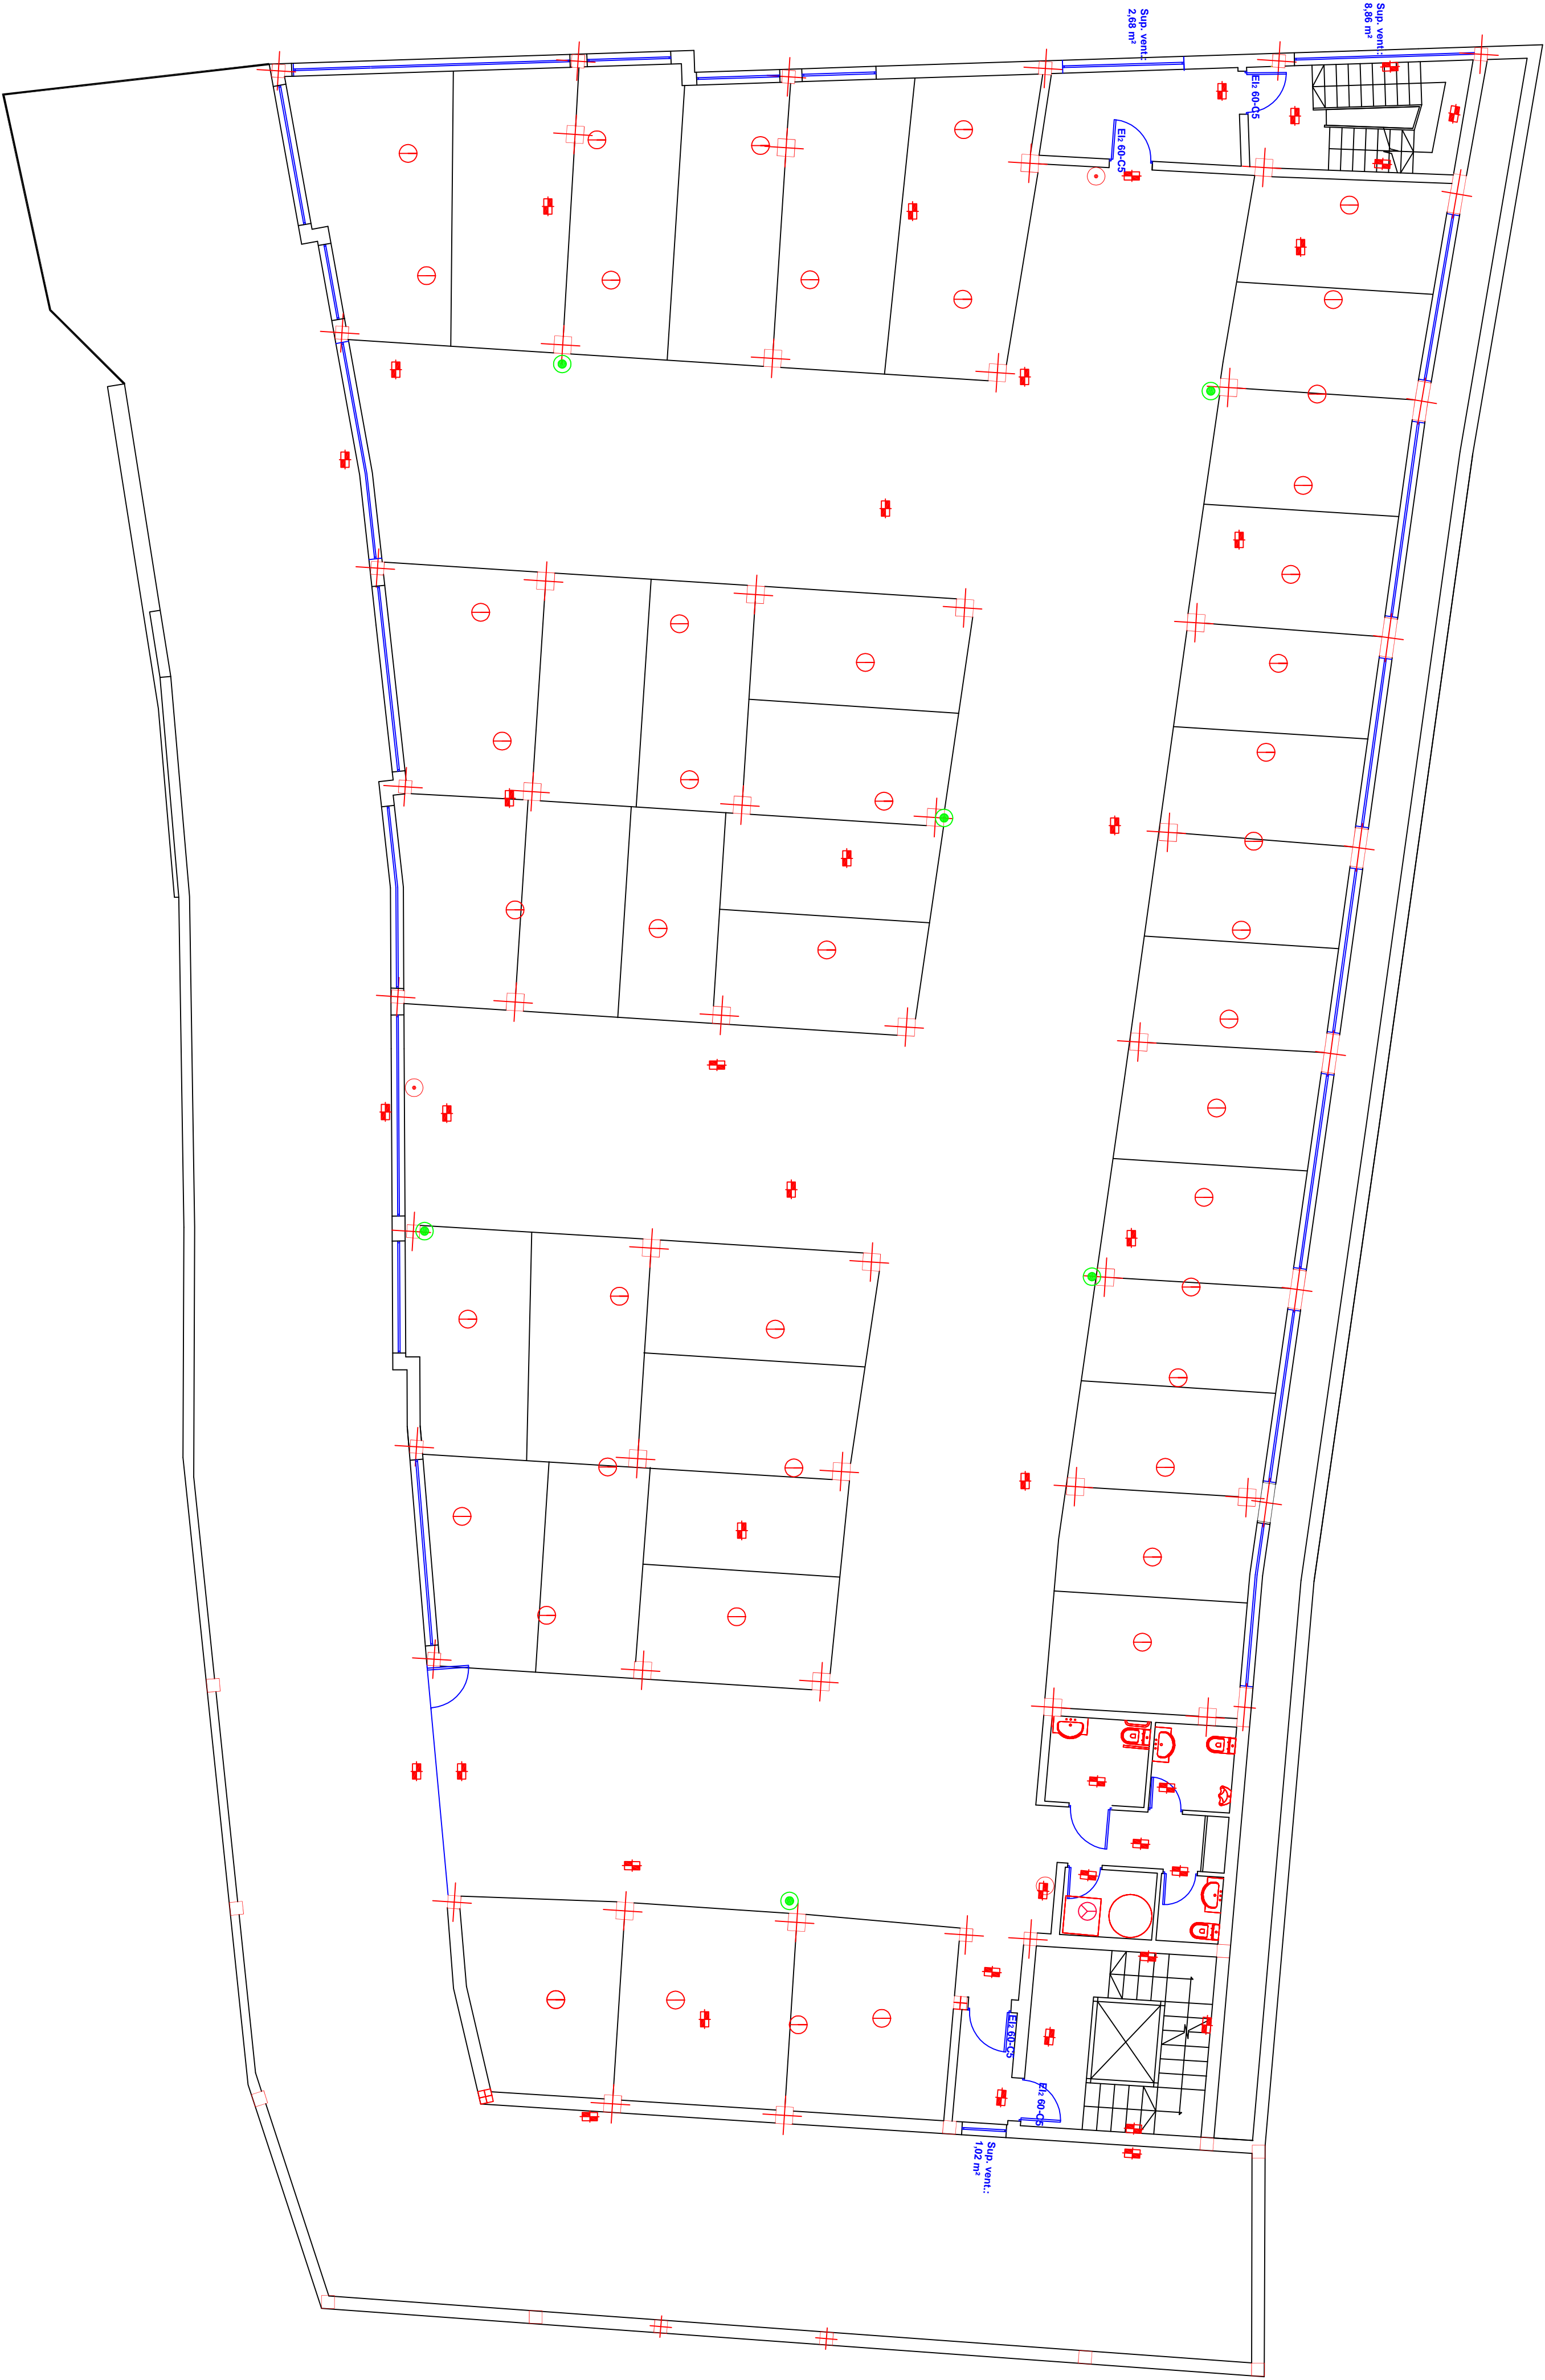 Sup. vent.:
2,68 m²
Sup. vent.:
8,86 m²
EI₂ 60-C5
EI₂ 60-C5
EI₂ 60-C5
EI₂ 60-C5
Sup. vent.:
1,02 m²